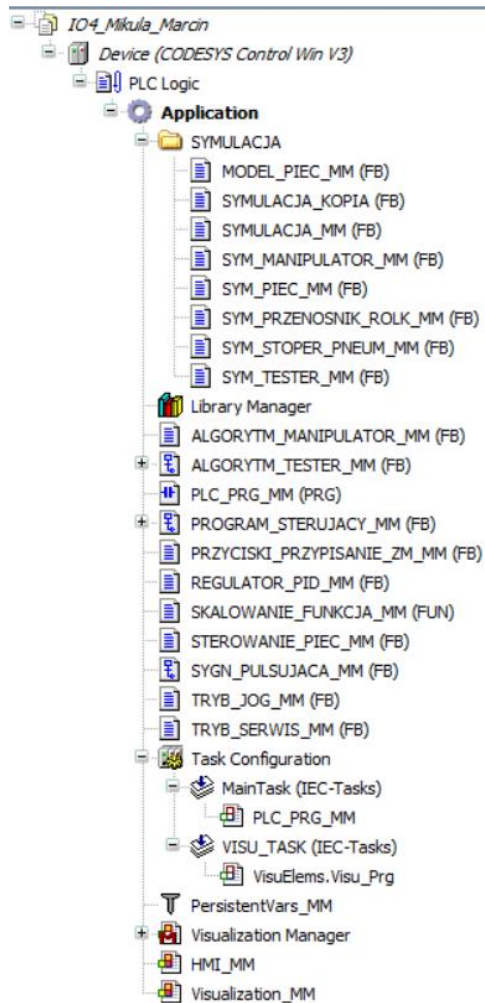 IO4_Mikula_Marcin
Device (CODESYS Control Win V3)
PLC Logic
Application
SYMULACJA
MODEL_PIEC_MM (FB)
SYMULACJA_KOPIA (FB)
SYMULACJA_MM (FB)
SYM_MANIPULATOR_MM (FB)
SYM_PIEC_MM (FB)
SYM_PRZENOSNIK_ROLK_MM (FB)
SYM_STOPER_PNEUM_MM (FB)
SYM_TESTER_MM (FB)
Library Manager
ALGORYTM_MANIPULATOR_MM (FB)
ALGORYTM_TESTER_MM (FB)
PLC_PRG_MM (PRG)
PROGRAM_STERUJACY_MM (FB)
PRZYCISKI_PRZYPISANIE_ZM_MM (FB)
REGULATOR_PID_MM (FB)
SKALOWANIE_FUNKCJA_MM (FUN)
STEROWANIE_PIEC_MM (FB)
SYGN_PULSUJACA_MM (FB)
TRYB_JOG_MM (FB)
TRYB_SERWIS_MM (FB)
Task Configuration
MainTask (IEC-Tasks)
PLC_PRG_MM
VISU_TASK (IEC-Tasks)
VisuElems.Visu_Prg
PersistentVars_MM
Visualization Manager
HMI_MM
Visualization_MM